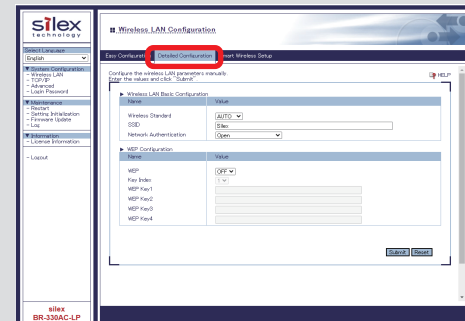 silex
technology
Select Language
English
▼ System Configuration
- Wireless LAN
- TCP/IP
- Advanced
- Login Password
▼ Maintenance
- Restart
- Setting Initialization
- Firmware Update
- Log
▼ Information
- License Information
- Logout
silex
BR-330AC-LP
Wireless LAN Configuration
Easy Configuration Detailed Configuration Smart Wireless Setup
Configure the wireless LAN parameters manually.
Enter the values and click "Submit"
HELP
▶ Wireless LAN Basic Configuration
Name Value
Wireless Standard AUTO
SSID Silex
Network Authentication Open
▶ WEP Configuration
Name Value
WEP OFF
Key Index 1
WEP Key1
WEP Key2
WEP Key3
WEP Key4
Submit Reset